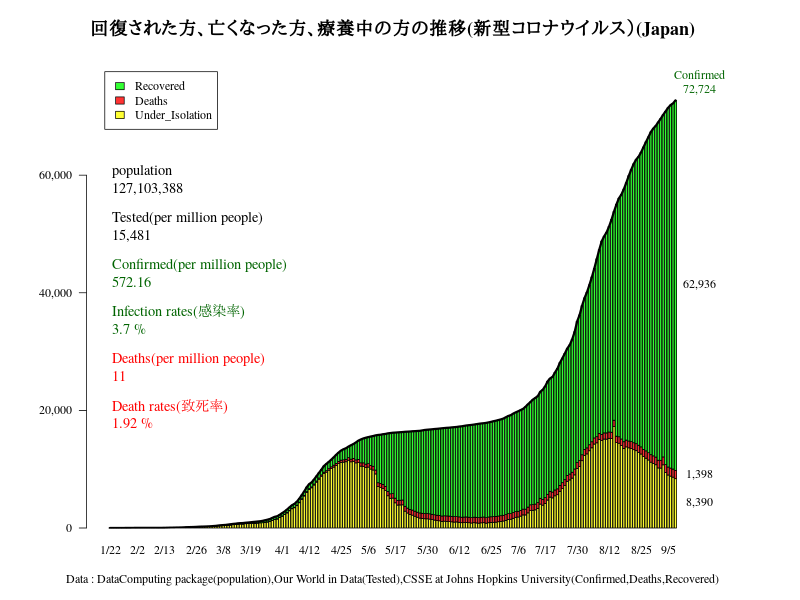 回復された方、亡くなった方、療養中の方の推移(新型コロナウイルス)(Japan)
Confirmed
72,724
Recovered
Deaths
Under_Isolation
population
127,103,388
Tested(per million people)
15,481
Confirmed(per million people)
572.16
Infection rates(感染率)
3.7 %
Deaths(per million people)
11
Death rates(致死率)
1.92 %
60,000
40,000
20,000
0
62,936
1,398
8,390
1/22 2/2 2/13 2/26 3/8 3/19 4/1 4/12 4/25 5/6 5/17 5/30 6/12 6/25 7/6 7/17 7/30 8/12 8/25 9/5
Data : DataComputing package(population),Our World in Data(Tested),CSSE at Johns Hopkins University(Confirmed,Deaths,Recovered)